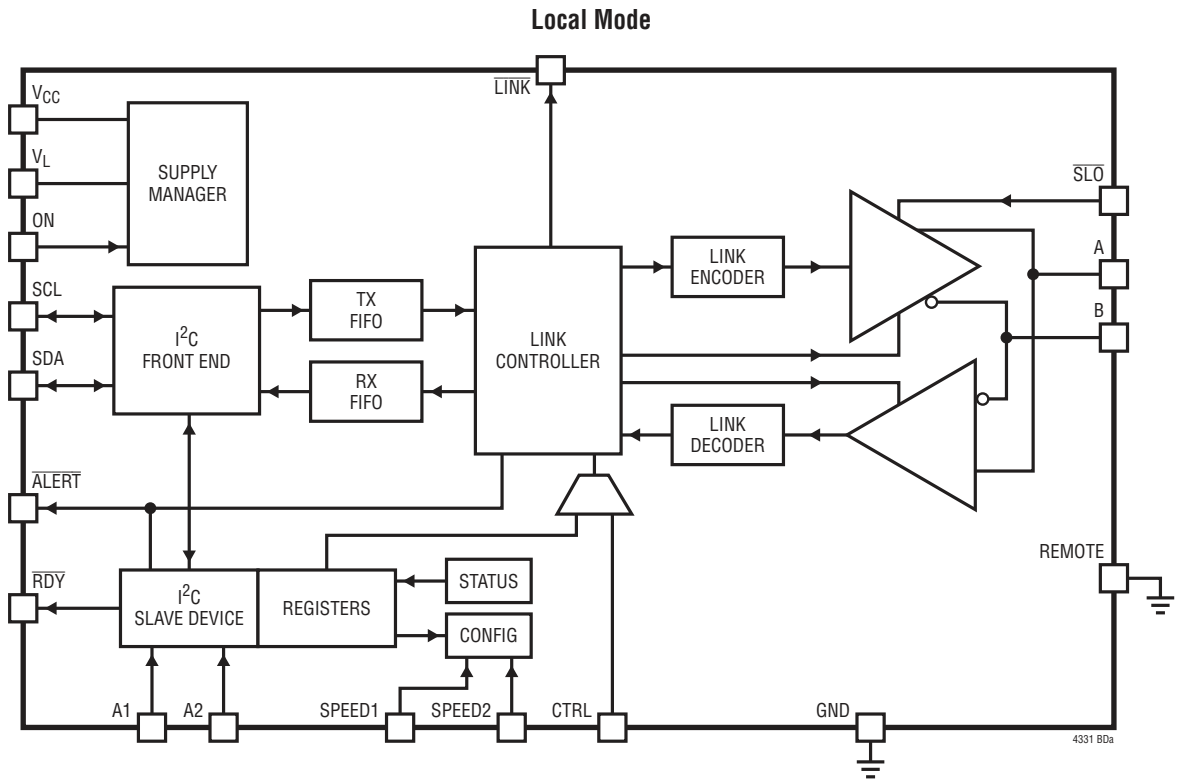 Local Mode
LINK
VCC
SUPPLY
MANAGER
VL
ON
SLO
A
B
SCL
SDA
I2C
FRONT END
TX
FIFO
RX
FIFO
LINK
CONTROLLER
LINK
ENCODER
LINK
DECODER
ALERT
RDY
I2C
SLAVE DEVICE
REGISTERS
STATUS
CONFIG
REMOTE
A1
A2
SPEED1
SPEED2
CTRL
GND
4331 BDa